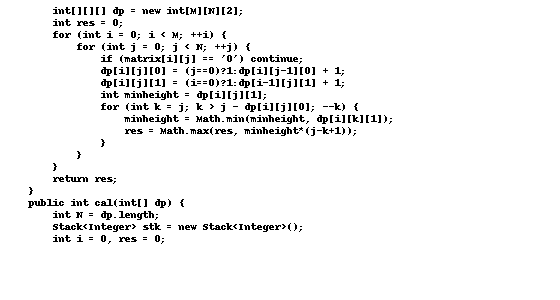 int[][][] dp = new int[M][N][2];
int res = 0;
for (int i = 0; i < M; ++i) {
for (int j = 0; j < N; ++j) {
if (matrix[i][j] == '0') continue;
dp[i][j][0] = (j==0)?1:dp[i][j-1][0] + 1;
dp[i][j][1] = (i==0)?1:dp[i-1][j][1] + 1;
int minheight = dp[i][j][1];
for (int k = j; k > j - dp[i][j][0]; --k) {
minheight = Math.min(minheight, dp[i][k][1]);
res = Math.max(res, minheight*(j-k+1));
}
}
}
return res;
}
public int cal(int[] dp) {
int N = dp.length;
Stack<Integer> stk = new Stack<Integer>();
int i = 0, res = 0;